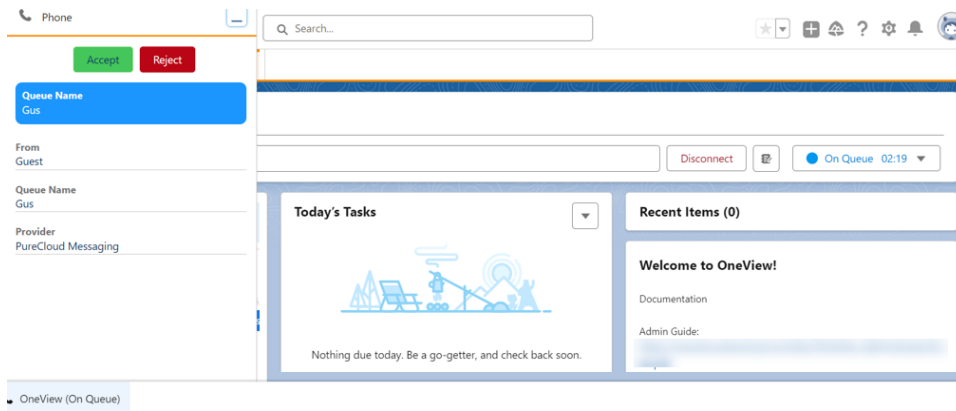 Phone
Search...
Accept
Reject
Queue Name
Gus
From
Guest
Queue Name
Gus
Provider
PureCloud Messaging
Disconnect
On Queue 02:19
Today's Tasks
Nothing due today. Be a go-getter, and check back soon.
Recent Items (0)
Welcome to OneView!
Documentation
Admin Guide:
OneView (On Queue)